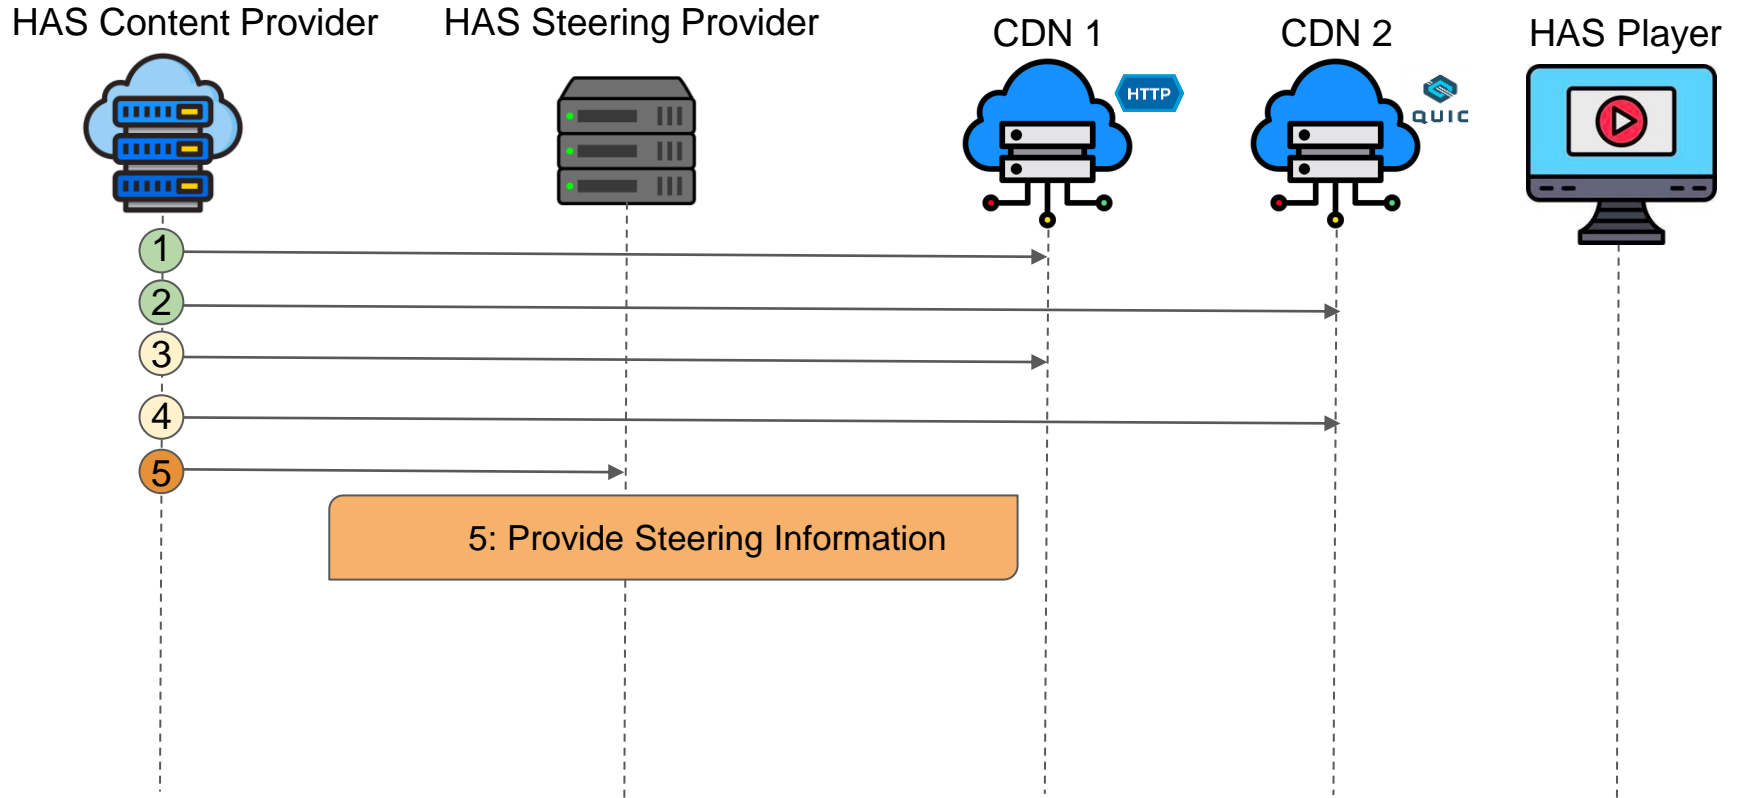 HAS Content Provider
HAS Steering Provider
CDN 1
CDN 2
HAS Player
HTTP
QUIC
1
2
3
4
5
5: Provide Steering Information